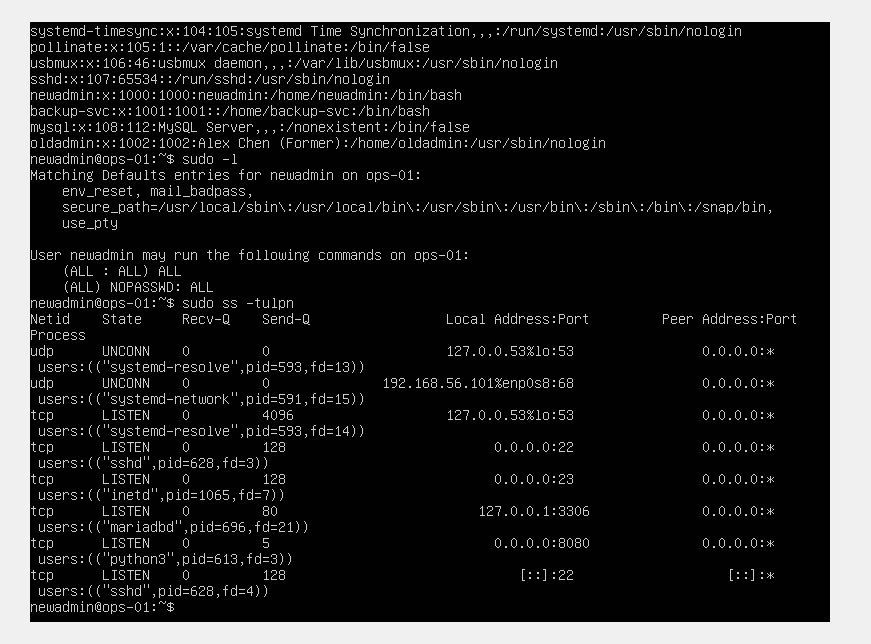 systemd-timesync:x:104:105:systemd Time Synchronization,,,:/run/systemd:/usr/sbin/nologin
pollinate:x:105:1::/var/cache/pollinate:/bin/false
usbmux:x:106:46:usbmux daemon,,,:/var/lib/usbmux:/usr/sbin/nologin
sshd:x:107:65534::/run/sshd:/usr/sbin/nologin
newadmin:x:1000:1000:newadmin:/home/newadmin:/bin/bash
backup-svc:x:1001:1001::/home/backup-svc:/bin/bash
mysql:x:108:112:MySQL Server,,,:/nonexistent:/bin/false
oldadmin:x:1002:1002:Alex Chen (Former):/home/oldadmin:/usr/sbin/nologin
newadmin@ops-01:~$ sudo -l
Matching Defaults entries for newadmin on ops-01:
    env_reset, mail_badpass,
    secure_path=/usr/local/sbin\:/usr/local/bin\:/usr/sbin\:/usr/bin\:/sbin\:/bin\:/snap/bin,
    use_pty

User newadmin may run the following commands on ops-01:
    (ALL : ALL) ALL
    (ALL) NOPASSWD: ALL
newadmin@ops-01:~$ sudo ss -tulpn
Netid    State     Recv-Q    Send-Q                 Local Address:Port         Peer Address:Port
Process
udp      UNCONN    0         0                      127.0.0.53%lo:53                0.0.0.0:*
 users:(("systemd-resolve",pid=593,fd=13))
udp      UNCONN    0         0              192.168.56.101%enp0s8:68                0.0.0.0:*
 users:(("systemd-network",pid=591,fd=15))
tcp      LISTEN    0         4096                   127.0.0.53%lo:53                0.0.0.0:*
 users:(("systemd-resolve",pid=593,fd=14))
tcp      LISTEN    0         128                          0.0.0.0:22                0.0.0.0:*
 users:(("sshd",pid=628,fd=3))
tcp      LISTEN    0         128                          0.0.0.0:23                0.0.0.0:*
 users:(("inetd",pid=1065,fd=7))
tcp      LISTEN    0         80                         127.0.0.1:3306              0.0.0.0:*
 users:(("mariadbd",pid=696,fd=21))
tcp      LISTEN    0         5                            0.0.0.0:8080              0.0.0.0:*
 users:(("python3",pid=613,fd=3))
tcp      LISTEN    0         128                             [::]:22                   [::]:*
 users:(("sshd",pid=628,fd=4))
newadmin@ops-01:~$